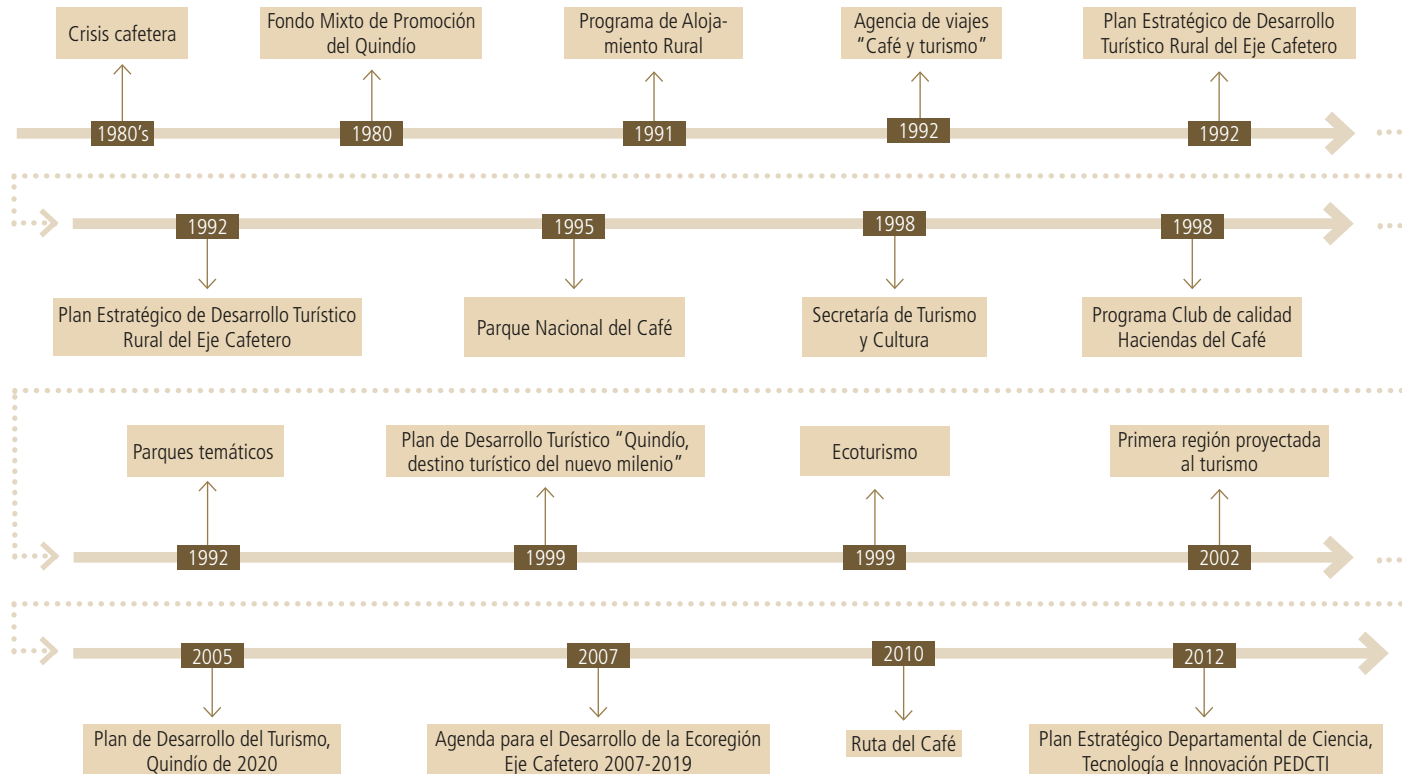 Crisis cafetera
Fondo Mixto de Promoción
del Quindío
Programa de Aloja-
miento Rural
Agencia de viajes
“Café y turismo”
Plan Estratégico de Desarrollo
Turístico Rural del Eje Cafetero
1980's
1980
1991
1992
1992
1992
1995
1998
1998
Plan Estratégico de Desarrollo Turístico
Rural del Eje Cafetero
Parque Nacional del Café
Secretaría de Turismo
y Cultura
Programa Club de calidad
Haciendas del Café
Parques temáticos
Plan de Desarrollo Turístico “Quindío,
destino turístico del nuevo milenio”
Ecoturismo
Primera región proyectada
al turismo
1992
1999
1999
2002
2005
2007
2010
2012
Plan de Desarrollo del Turismo,
Quindío de 2020
Agenda para el Desarrollo de la Ecoregión
Eje Cafetero 2007-2019
Ruta del Café
Plan Estratégico Departamental de Ciencia,
Tecnología e Innovación PEDCTI